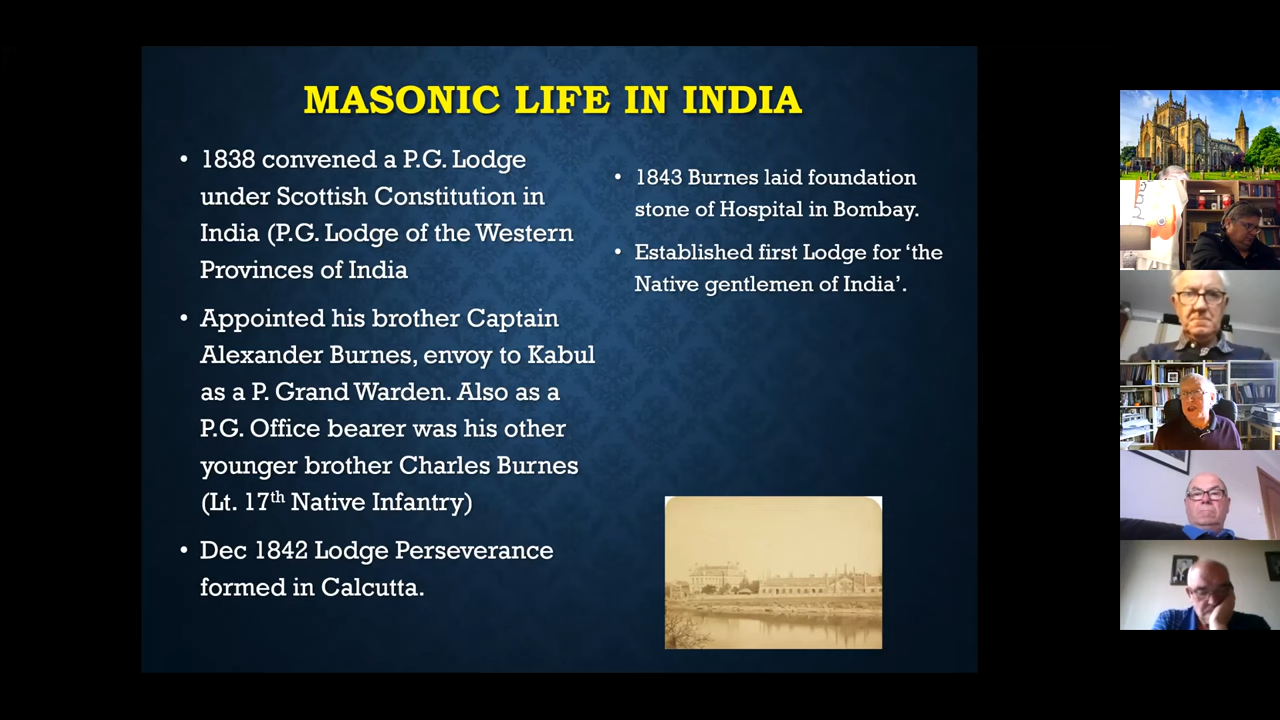 MASONIC LIFE IN INDIA
• 1838 convened a P.G. Lodge
under Scottish Constitution in
India (P.G. Lodge of the Western
Provinces of India
• Appointed his brother Captain
Alexander Burnes, envoy to Kabul
as a P. Grand Warden. Also as a
P.G. Office bearer was his other
younger brother Charles Burnes
(Lt. 17th Native Infantry)
• Dec 1842 Lodge Perseverance
formed in Calcutta.
• 1843 Burnes laid foundation
stone of Hospital in Bombay.
• Established first Lodge for ‘the
Native gentlemen of India’.